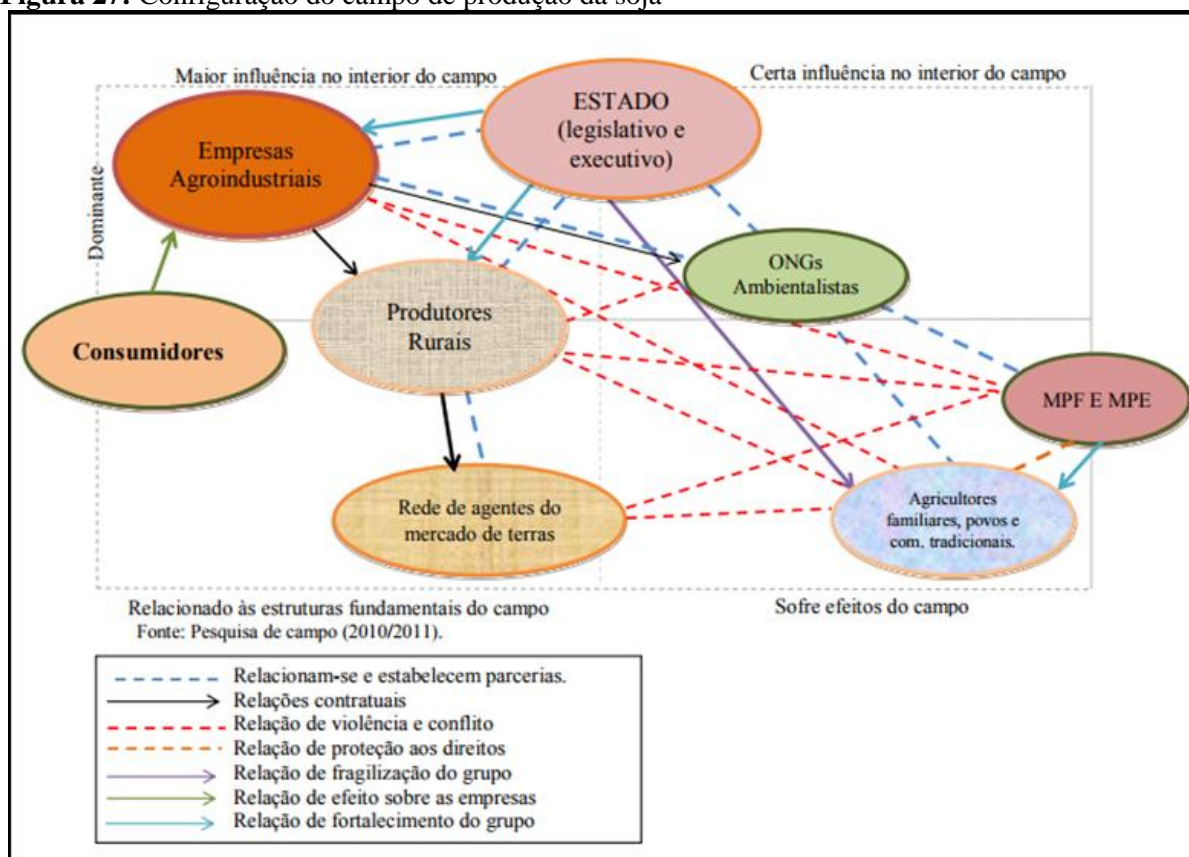 Figura 27: Configuração do campo de produção da soja
Maior influência no interior do campo
Certa influência no interior do campo
ESTADO
(legislativo e
executivo)
Empresas
Agroindustriais
Dominante
ONGs
Ambientalistas
Produtores
Rurais
Consumidores
MPF E MPE
Rede de agentes do
mercado de terras
Agricultores
familiares, povos e
com. tradicionais.
Relacionado às estruturas fundamentais do campo
Sofre efeitos do campo
Fonte: Pesquisa de campo (2010/2011).
Relacionam-se e estabelecem parcerias.
Relações contratuais
Relação de violência e conflito
Relação de proteção aos direitos
Relação de fragilização do grupo
Relação de efeito sobre as empresas
Relação de fortalecimento do grupo